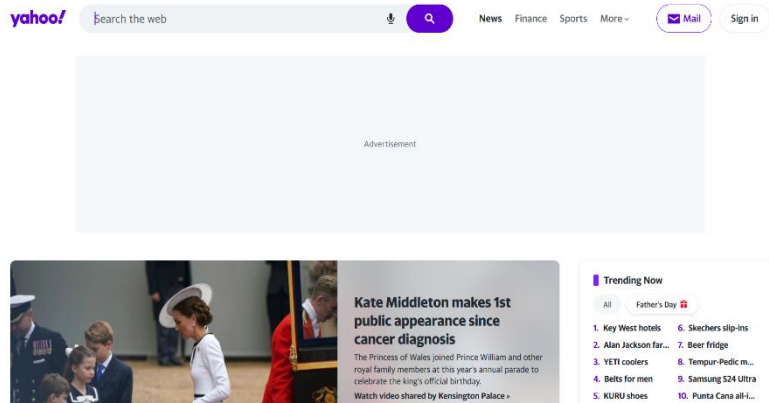 yahoo!
Search the web
News Finance Sports More
Mail
Sign in
Advertisement
Kate Middleton makes 1st
public appearance since
cancer diagnosis
The Princess of Wales joined Prince William and other
royal family members at this year's annual parade to
celebrate the king's official birthday.
Watch video shared by Kensington Palace »
Trending Now
All Father's Day
1. Key West hotels
2. Alan Jackson far...
3. YETI coolers
4. Belts for men
5. KURU shoes
6. Skechers slip-ins
7. Beer fridge
8. Tempur-Pedic m...
9. Samsung S24 Ultra
10. Punta Cana all-i...